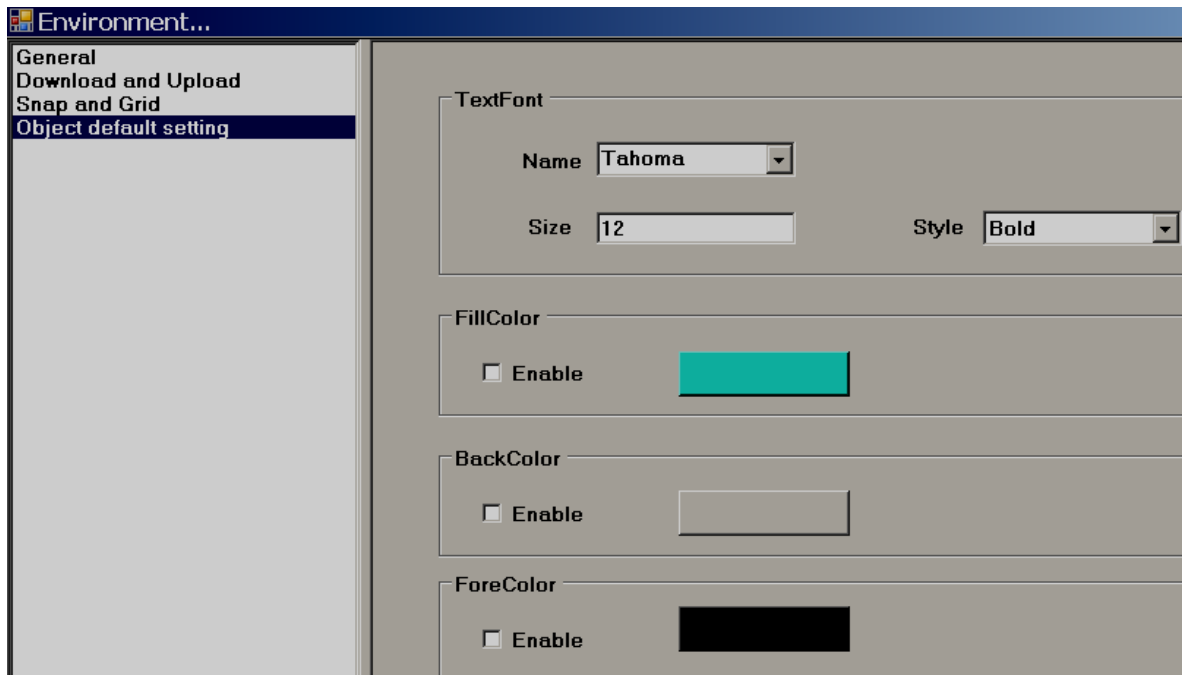 Environment...
General
Download and Upload
Snap and Grid
Object default setting
TextFont
Name Tahoma
Size 12 Style Bold
FillColor
Enable
BackColor
Enable
ForeColor
Enable